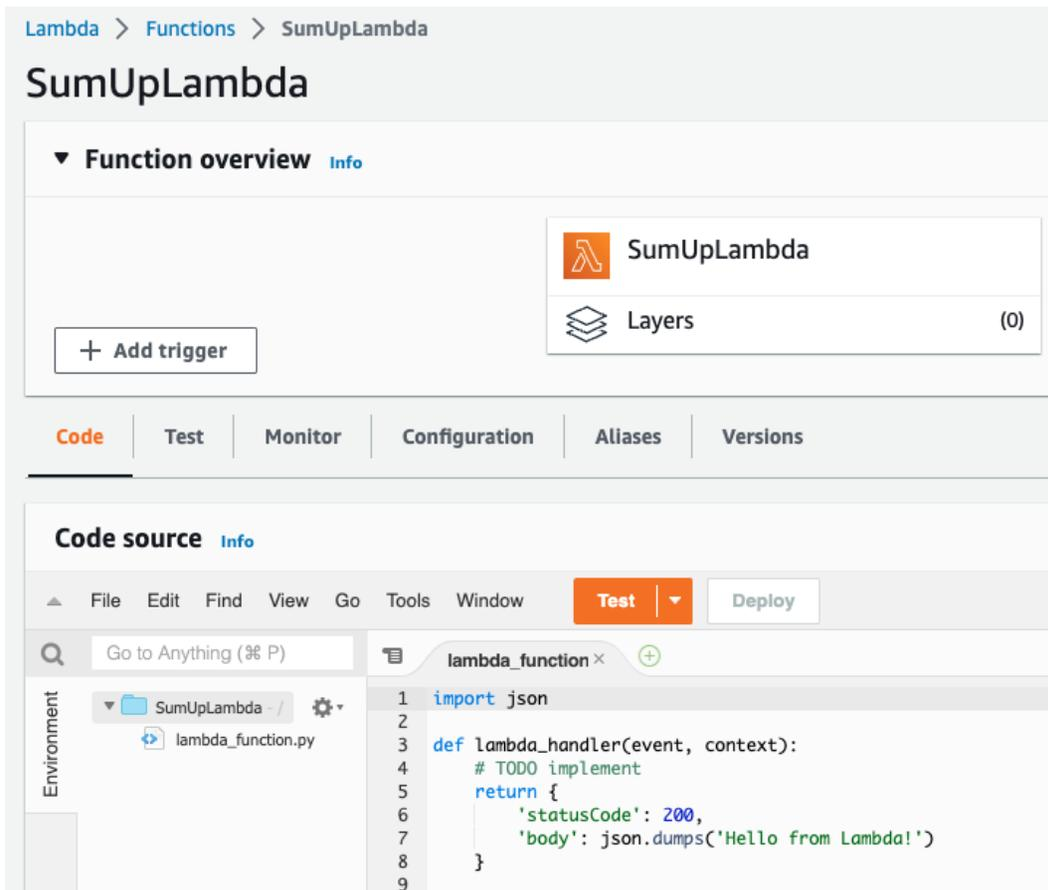 Lambda > Functions > SumUpLambda
SumUpLambda
▼ Function overview Info
SumUpLambda
Layers (0)
+ Add trigger
Code Test Monitor Configuration Aliases Versions
Code source Info
File Edit Find View Go Tools Window Test Deploy
Go to Anything (⌘ P) lambda_function ×
Environment
SumUpLambda - /
lambda_function.py
1 import json
2
3 def lambda_handler(event, context):
4     # TODO implement
5     return {
6         'statusCode': 200,
7         'body': json.dumps('Hello from Lambda!')
8     }
9